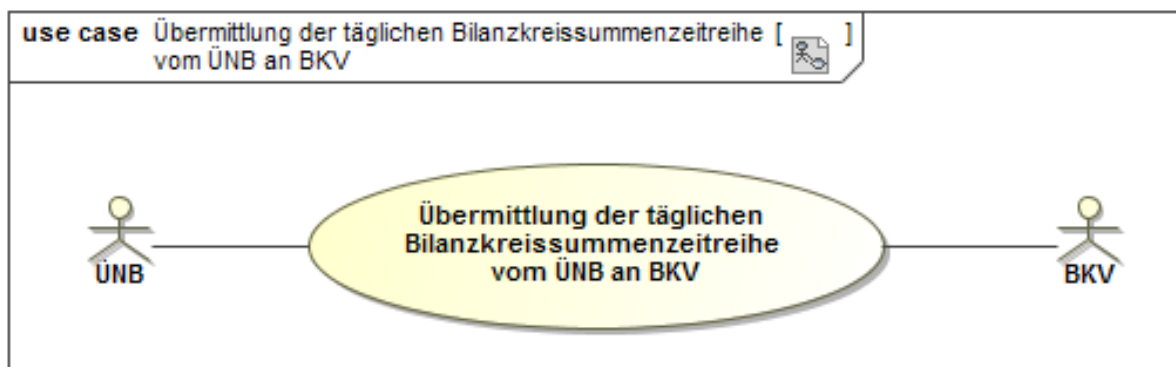 use case Übermittlung der täglichen Bilanzkreissummenzeitreihe [ ]
vom ÜNB an BKV
Übermittlung der täglichen
Bilanzkreissummenzeitreihe
vom ÜNB an BKV
ÜNB
BKV